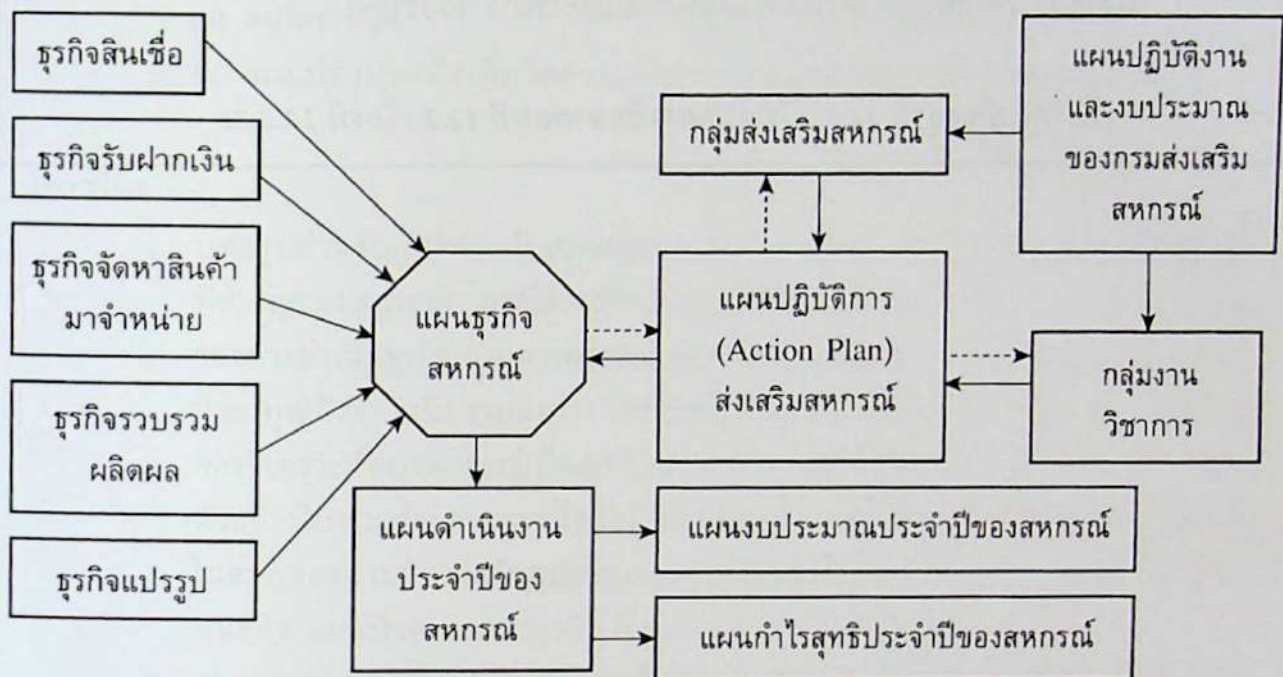 ธุรกิจสินเชื่อ
ธุรกิจรับฝากเงิน
ธุรกิจจัดหาสินค้า
มาจำหน่าย
ธุรกิจรวบรวม
ผลิตผล
ธุรกิจแปรรูป
แผนธุรกิจ
สหกรณ์
กลุ่มส่งเสริมสหกรณ์
แผนปฏิบัติการ
(Action Plan)
ส่งเสริมสหกรณ์
แผนปฏิบัติงาน
และงบประมาณ
ของกรมส่งเสริม
สหกรณ์
กลุ่มงาน
วิชาการ
แผนดำเนินงาน
ประจำปีของ
สหกรณ์
แผนงบประมาณประจำปีของสหกรณ์
แผนกำไรสุทธิประจำปีของสหกรณ์